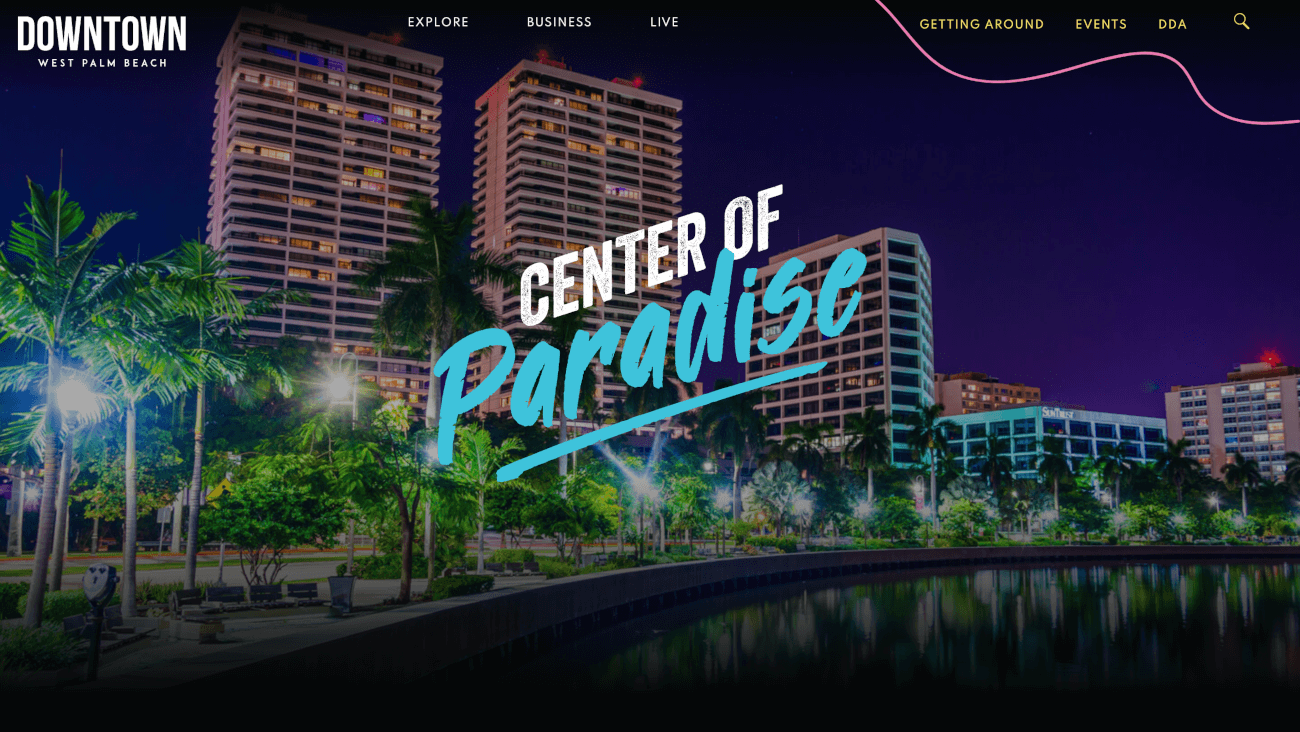 DOWNTOWN
WEST PALM BEACH
EXPLORE
BUSINESS
LIVE
GETTING AROUND
EVENTS
DDA
CENTER OF
Paradise
SUNTRUST